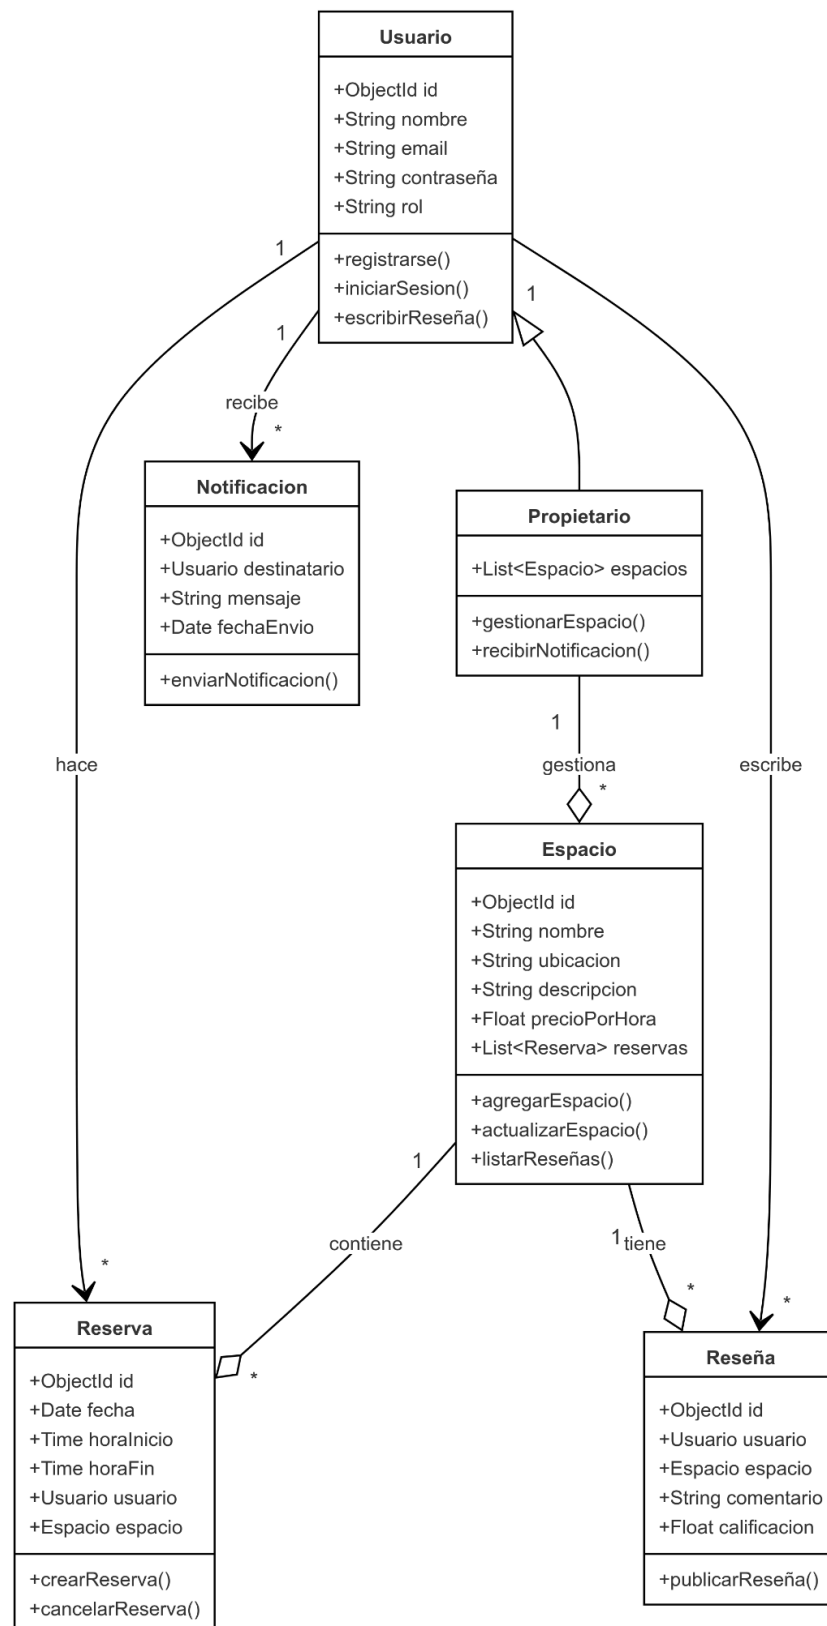 Usuario
+ObjectId id
+String nombre
+String email
+String contraseña
+String rol
+registrarse()
+iniciarSesion()
+escribirReseña()
1
1
1
recibe
*
Notificacion
+ObjectId id
+Usuario destinatario
+String mensaje
+Date fechaEnvio
+enviarNotificacion()
Propietario
+List<Espacio> espacios
+gestionarEspacio()
+recibirNotificacion()
1
hace
gestiona
escribe
*
Espacio
+ObjectId id
+String nombre
+String ubicacion
+String descripcion
+Float precioPorHora
+List<Reserva> reservas
+agregarEspacio()
+actualizarEspacio()
+listarReseñas()
1
contiene
1
tiene
*
*
*
*
Reserva
+ObjectId id
+Date fecha
+Time horaInicio
+Time horaFin
+Usuario usuario
+Espacio espacio
+crearReserva()
+cancelarReserva()
Reseña
+ObjectId id
+Usuario usuario
+Espacio espacio
+String comentario
+Float calificacion
+publicarReseña()